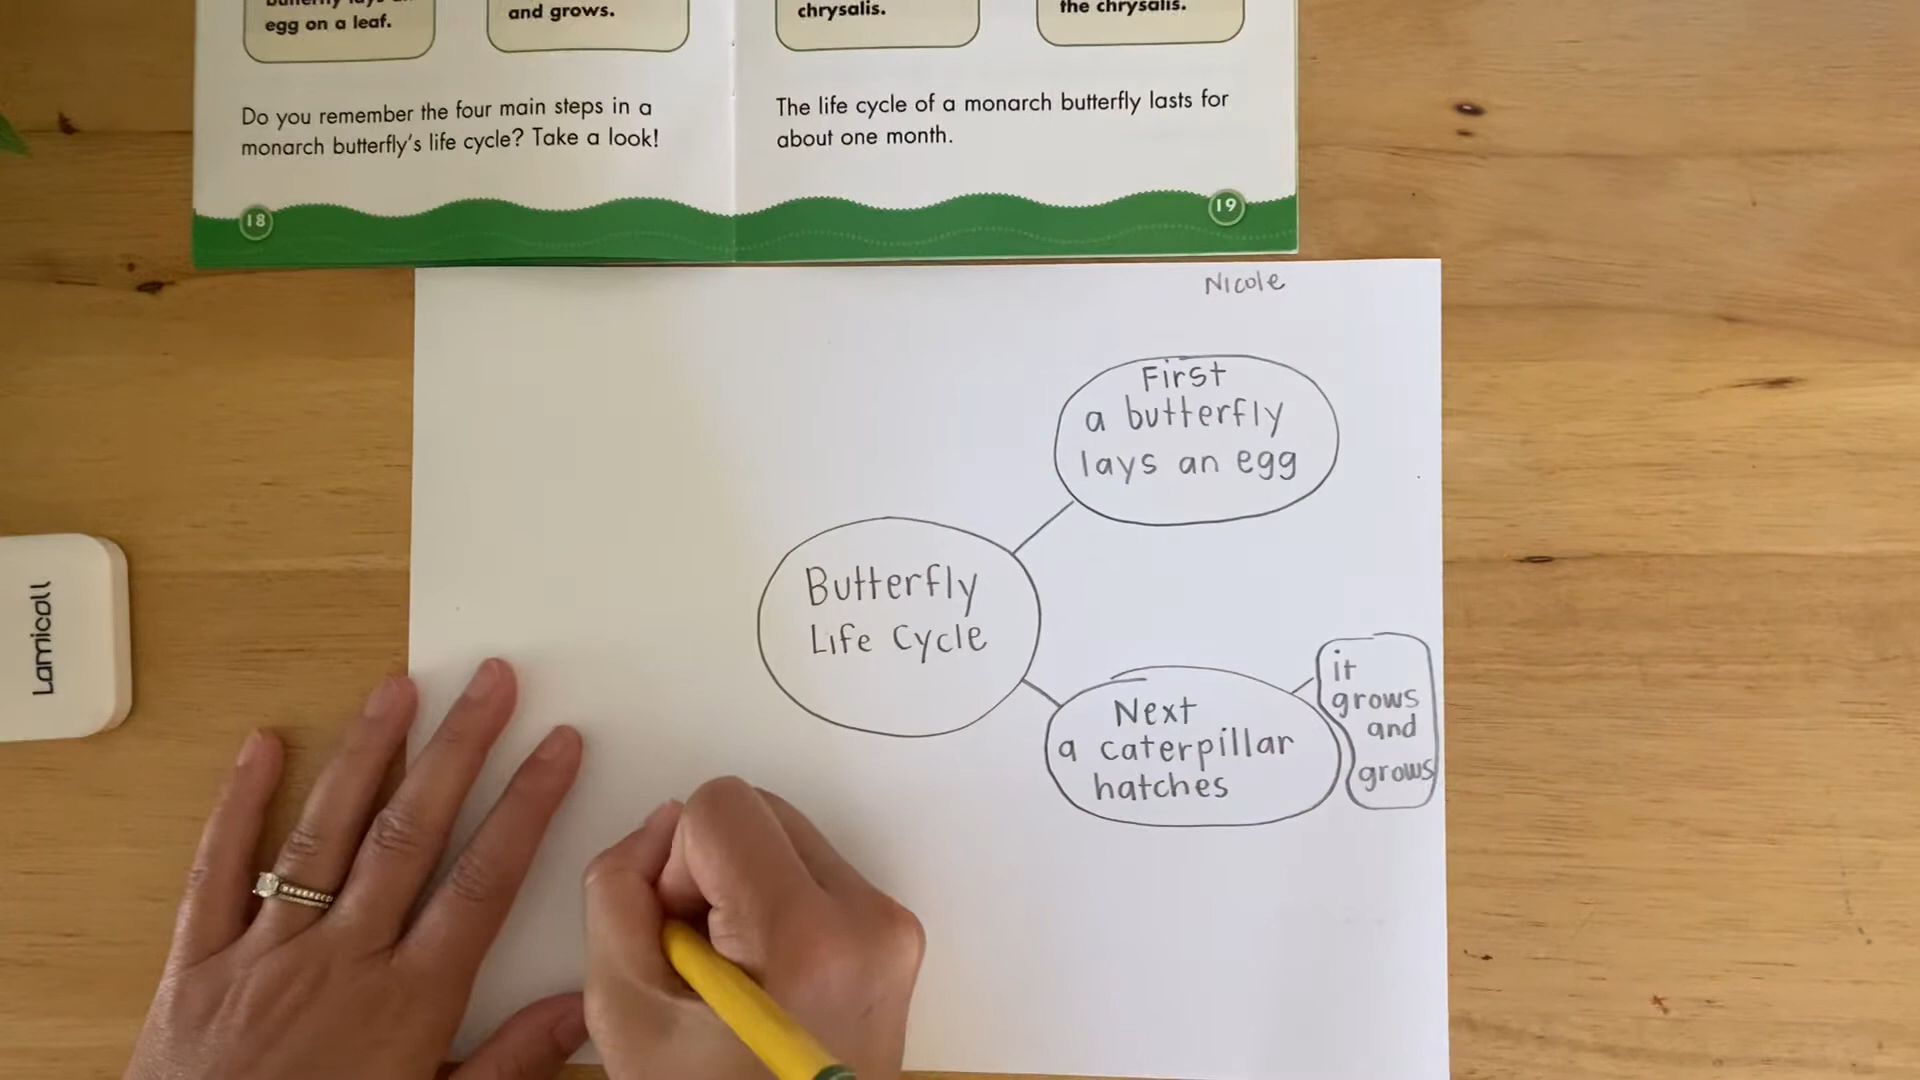 egg on a leaf.
and grows.
chrysalis.
the chrysalis.
Do you remember the four main steps in a
monarch butterfly's life cycle? Take a look!
The life cycle of a monarch butterfly lasts for
about one month.
18
19
Nicole
First
a butterfly
lays an egg
Butterfly
Life Cycle
Next
a caterpillar
hatches
it
grows
and
grows
Lamicall